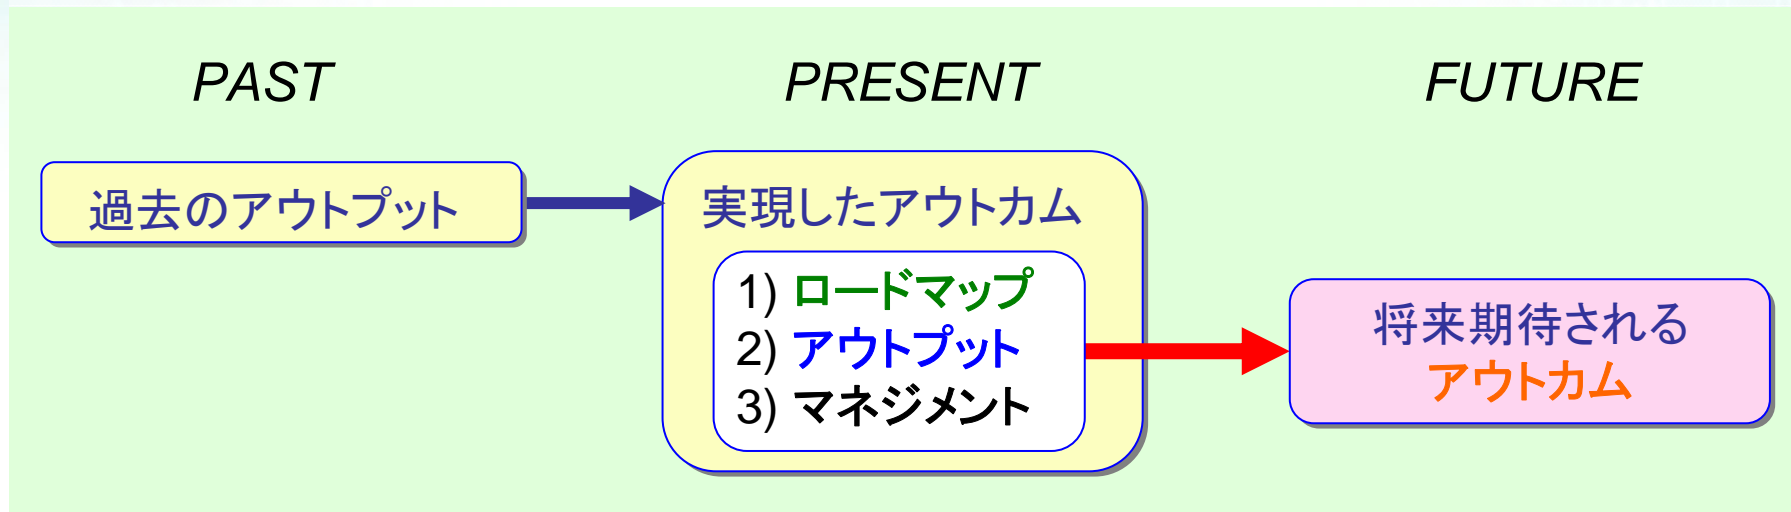 PAST
PRESENT
FUTURE
過去のアウトプット
実現したアウトカム
1) ロードマップ
2) アウトプット
3) マネジメント
将来期待される
アウトカム